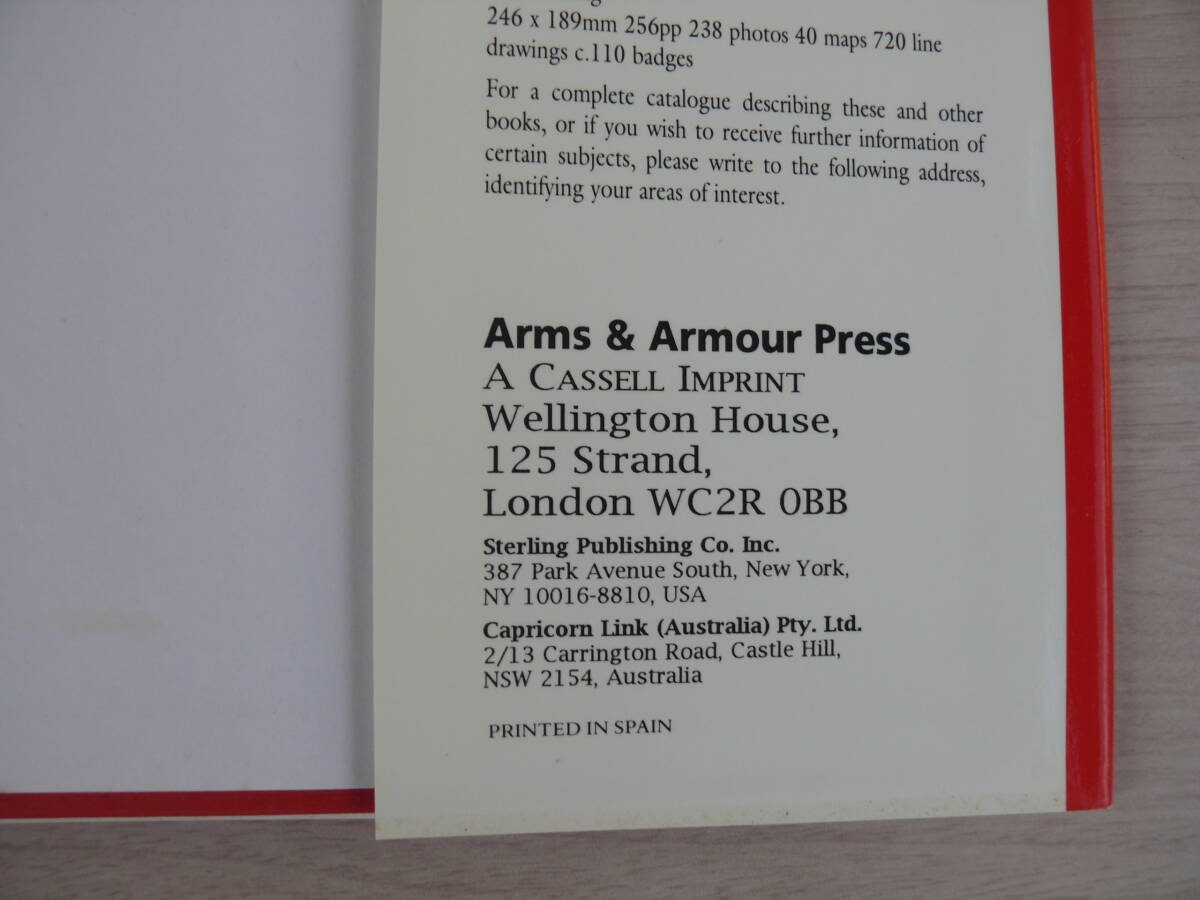 246 x 189mm 256pp 238 photos 40 maps 720 line
drawings c.110 badges
For a complete catalogue describing these and other
books, or if you wish to receive further information of
certain subjects, please write to the following address,
identifying your areas of interest.
Arms & Armour Press
A CASSELL IMPRINT
Wellington House,
125 Strand,
London WC2R 0BB
Sterling Publishing Co. Inc.
387 Park Avenue South, New York,
NY 10016-8810, USA
Capricorn Link (Australia) Pty. Ltd.
2/13 Carrington Road, Castle Hill,
NSW 2154, Australia
PRINTED IN SPAIN